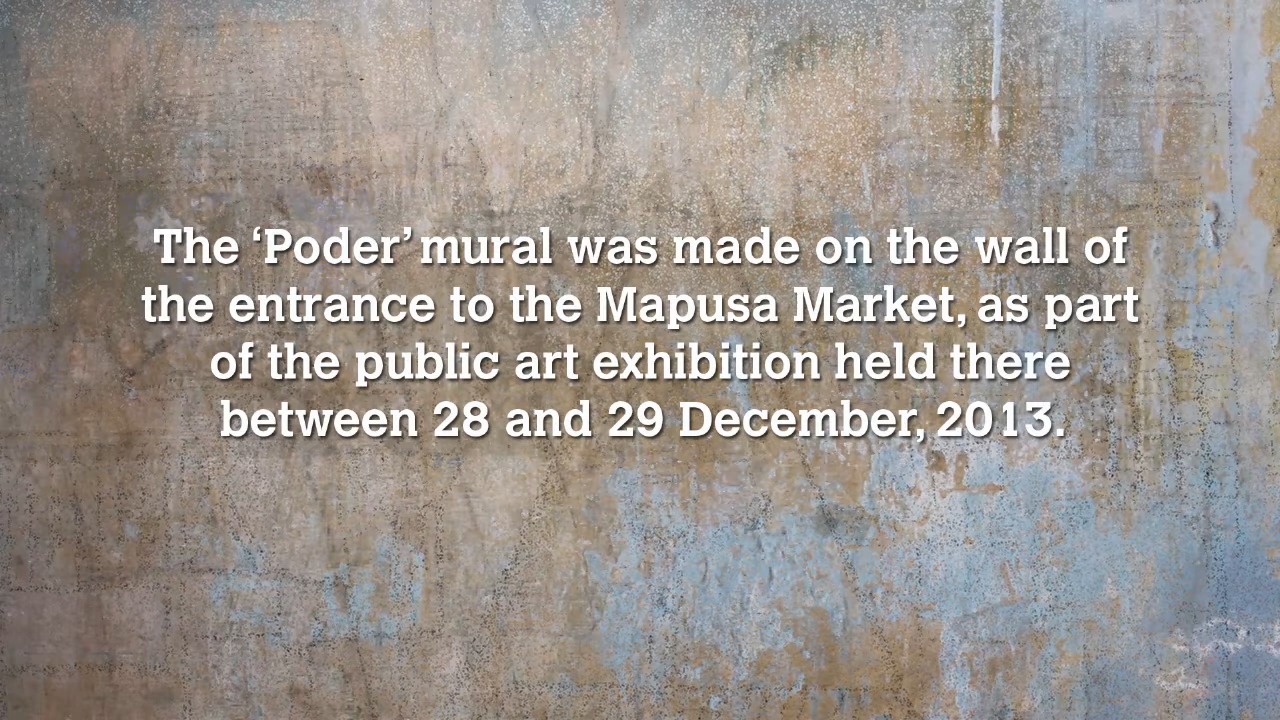 The ‘Poder’ mural was made on the wall of
the entrance to the Mapusa Market, as part
of the public art exhibition held there
between 28 and 29 December, 2013.